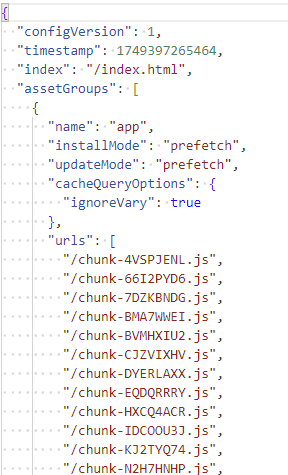 {
  "configVersion": 1,
  "timestamp": 1749397265464,
  "index": "/index.html",
  "assetGroups": [
    {
      "name": "app",
      "installMode": "prefetch",
      "updateMode": "prefetch",
      "cacheQueryOptions": {
        "ignoreVary": true
      },
      "urls": [
        "/chunk-4VSPJENL.js",
        "/chunk-66I2PYD6.js",
        "/chunk-7DZKBNDG.js",
        "/chunk-BMA7WWEI.js",
        "/chunk-BVMHXIU2.js",
        "/chunk-CJZVIXHV.js",
        "/chunk-DYERLAXX.js",
        "/chunk-EQDQRRRY.js",
        "/chunk-HXCQ4ACR.js",
        "/chunk-IDCOOU3J.js",
        "/chunk-KJ2TYQ74.js",
        "/chunk-N2H7HNHP.js",